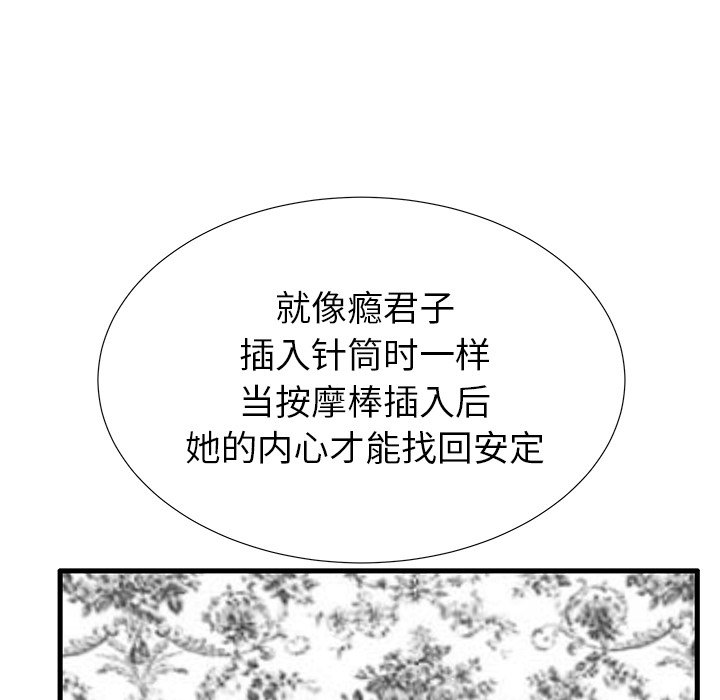 就像瘾君子
插入针筒时一样
当按摩棒插入后
她的内心才能找回安定